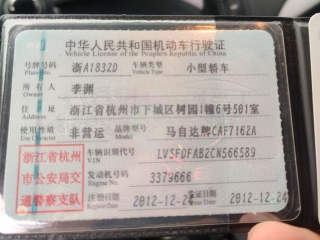 中华人民共和国机动车行驶证
Vehicle License of the People's Republic of China
号牌号码 浙A183ZD 车辆类型 小型轿车
Plate No. Vehicle Type
所有人 李渊
Owner
住址 浙江省杭州市下城区树园1幢6号501室
Address
使用性质 非营运 品牌型号 马自达牌CAF7162A
Use Character Model
浙江省杭州
市公安局交
通警察支队
车辆识别代号 LVSFDFAB2CN566589
VIN
发动机号码 3379666
Engine No.
注册日期 2012-12-24 发证日期 2012-12-24
Register Date Issue Date